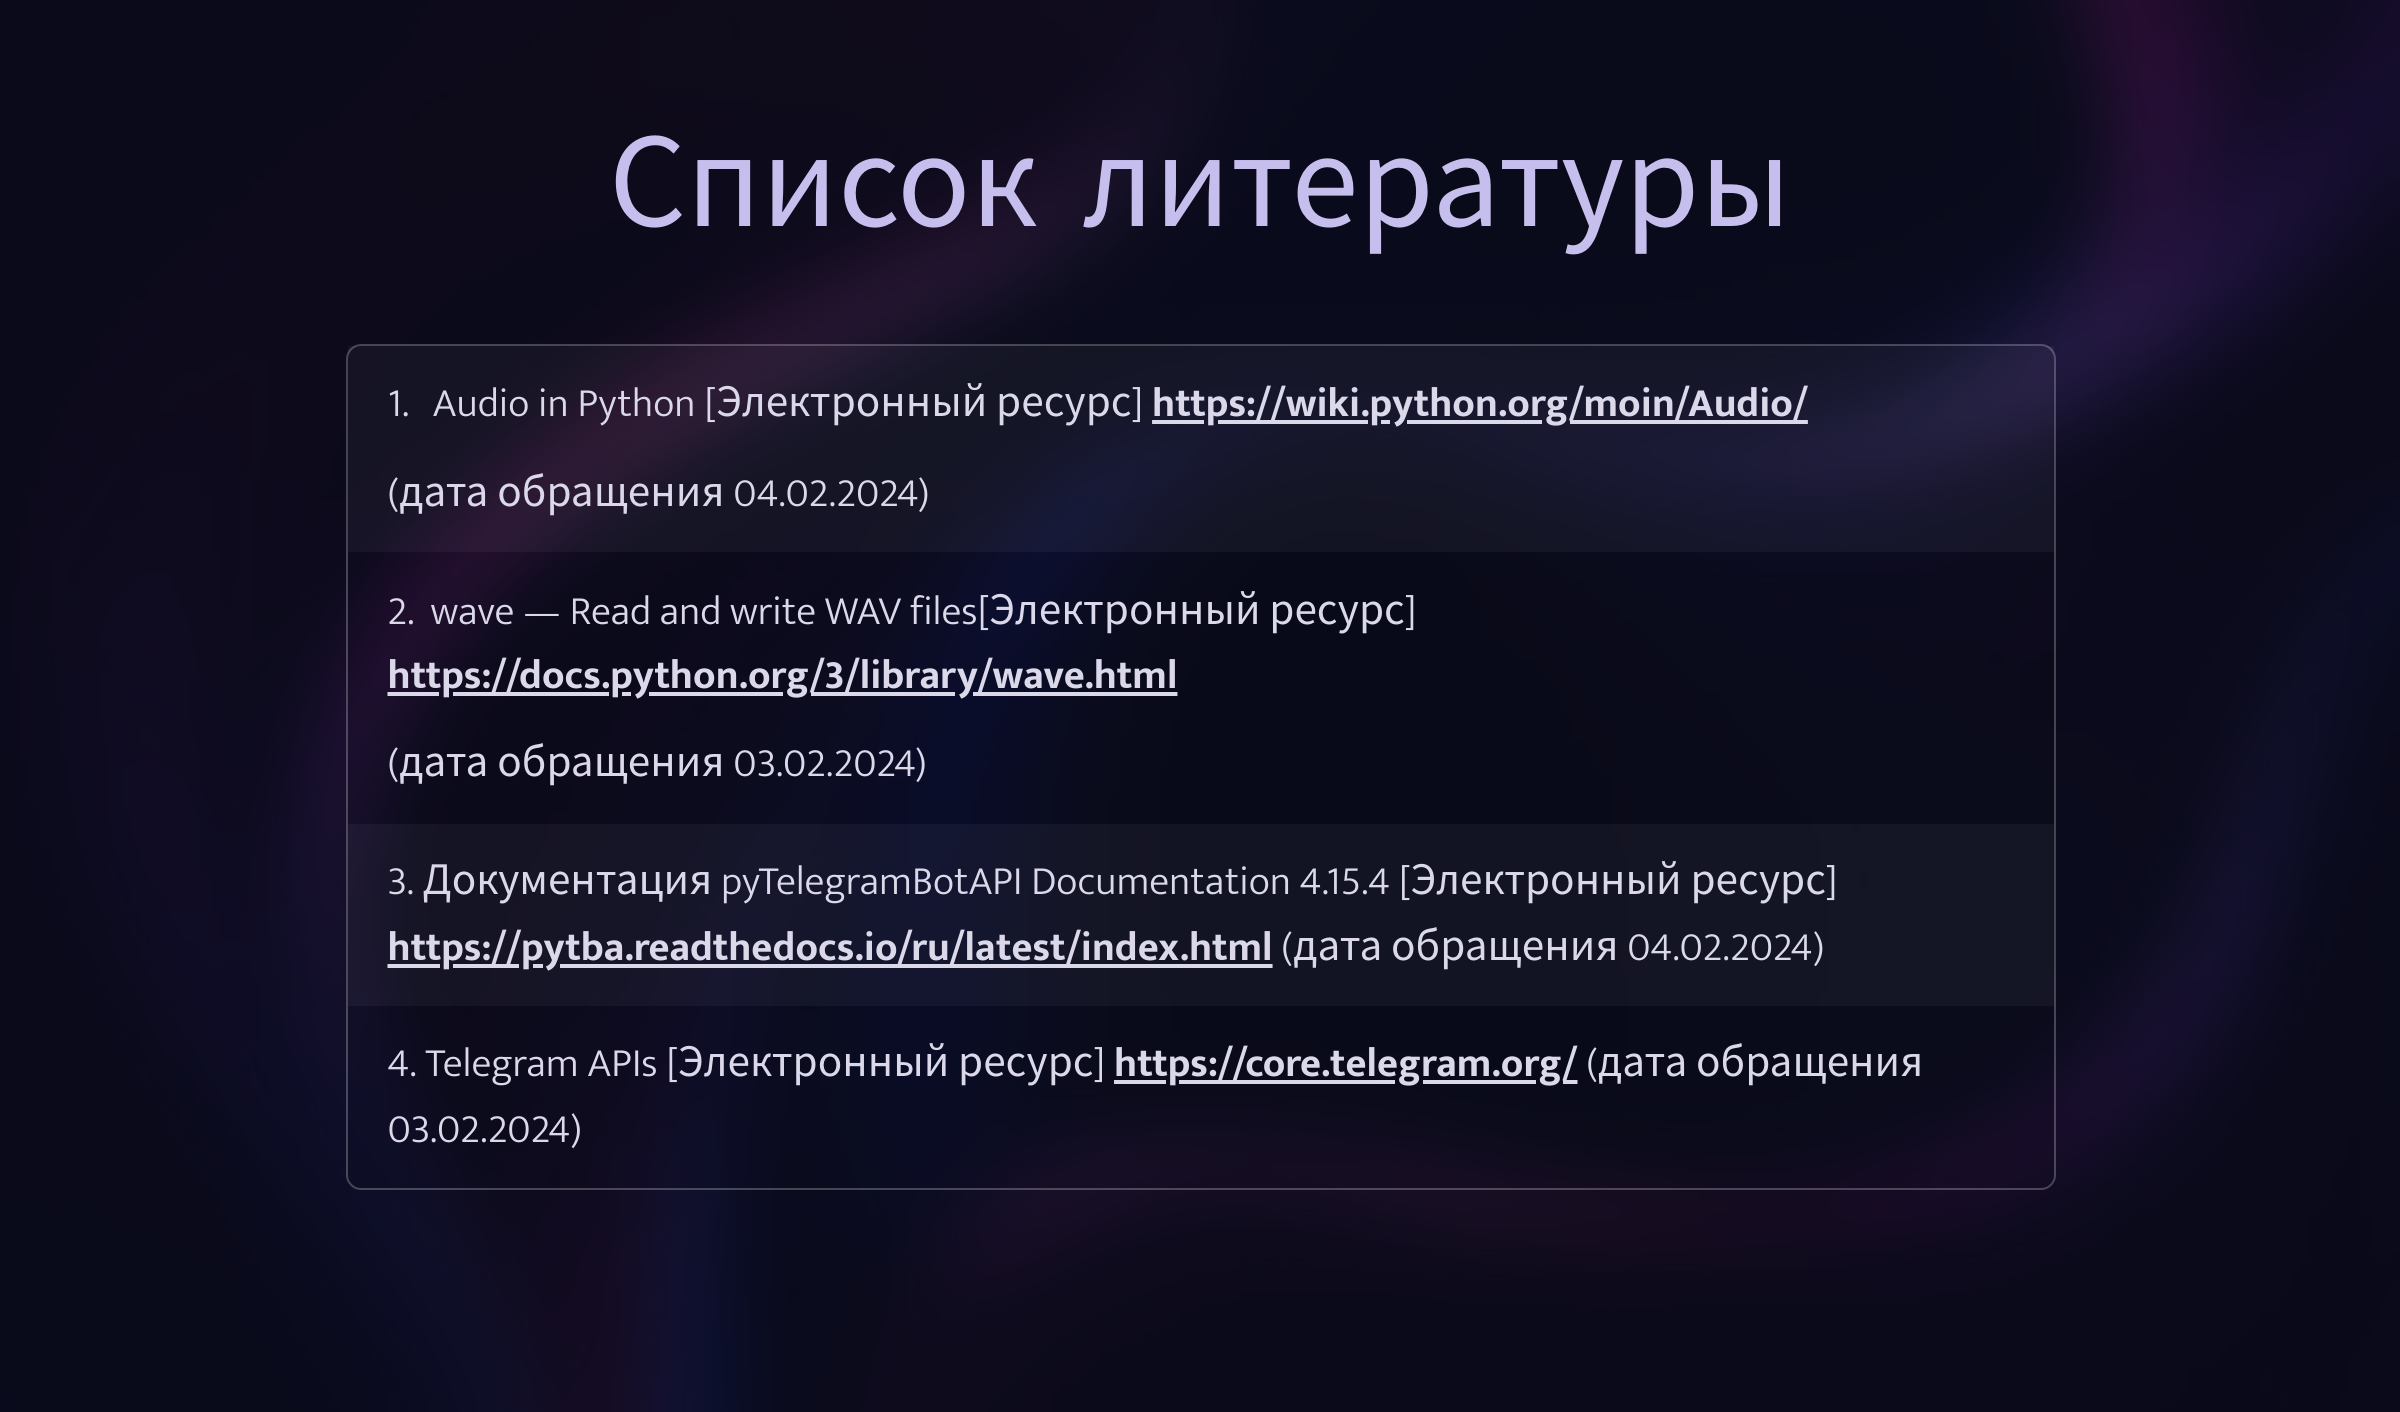 Список литературы
1. Audio in Python [Электронный ресурс] https://wiki.python.org/moin/Audio/
(дата обращения 04.02.2024)
2. wave — Read and write WAV files[Электронный ресурс]
https://docs.python.org/3/library/wave.html
(дата обращения 03.02.2024)
3. Документация pyTelegramBotAPI Documentation 4.15.4 [Электронный ресурс]
https://pytba.readthedocs.io/ru/latest/index.html (дата обращения 04.02.2024)
4. Telegram APIs [Электронный ресурс] https://core.telegram.org/ (дата обращения
03.02.2024)